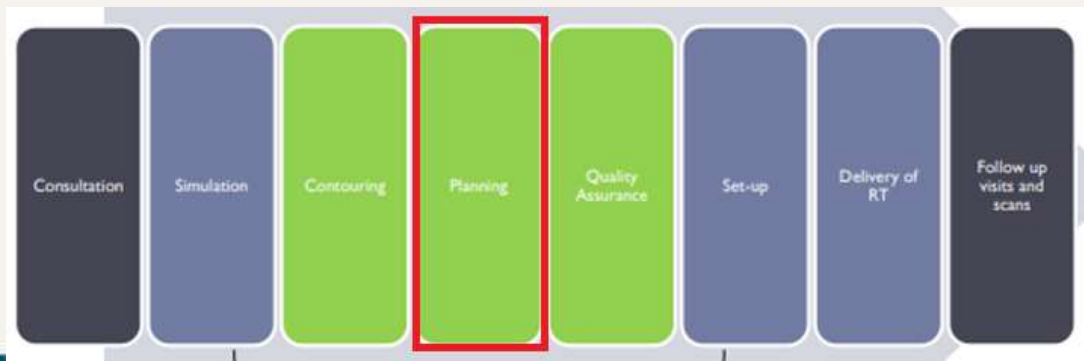 Consultation
Simulation
Contouring
Planning
Quality
Assurance
Set-up
Delivery of
RT
Follow up
visits and
scans